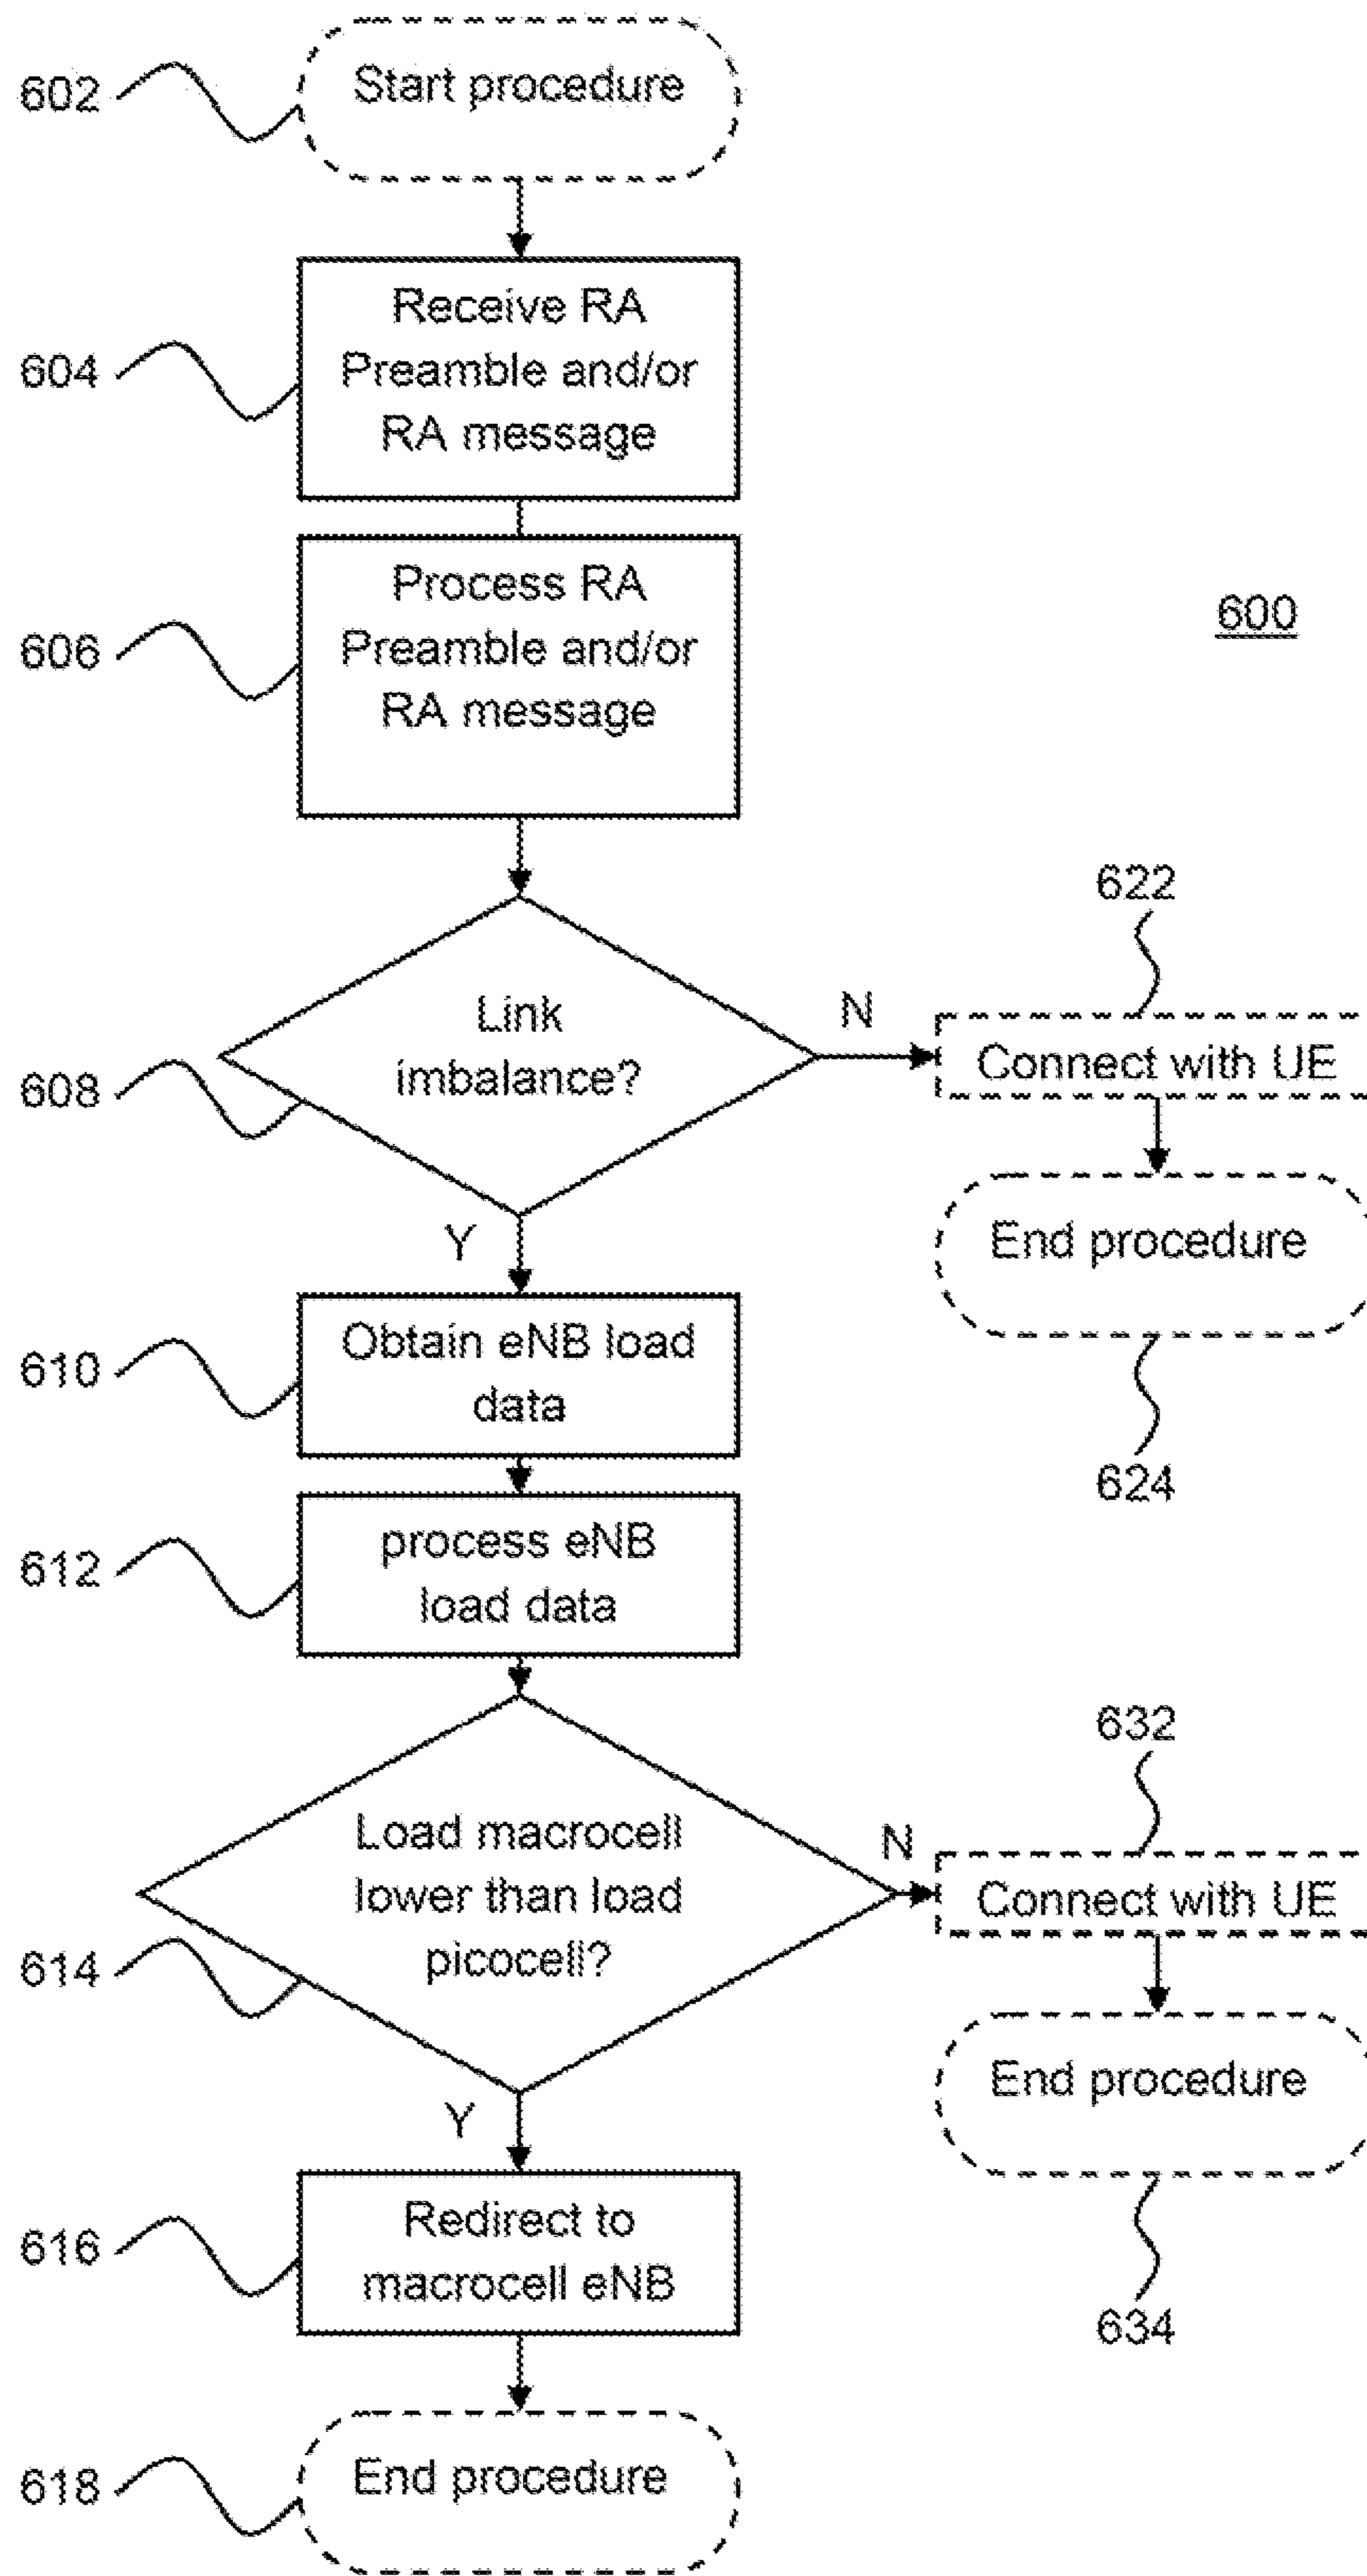 602
Start procedure
604
Receive RA
Preamble and/or
RA message
606
Process RA
Preamble and/or
RA message
600
608
Link
imbalance?
N
622
Connect with UE
End procedure
624
Y
610
Obtain eNB load
data
612
process eNB
load data
614
Load macrocell
lower than load
picocell?
N
632
Connect with UE
End procedure
634
Y
616
Redirect to
macrocell eNB
618
End procedure